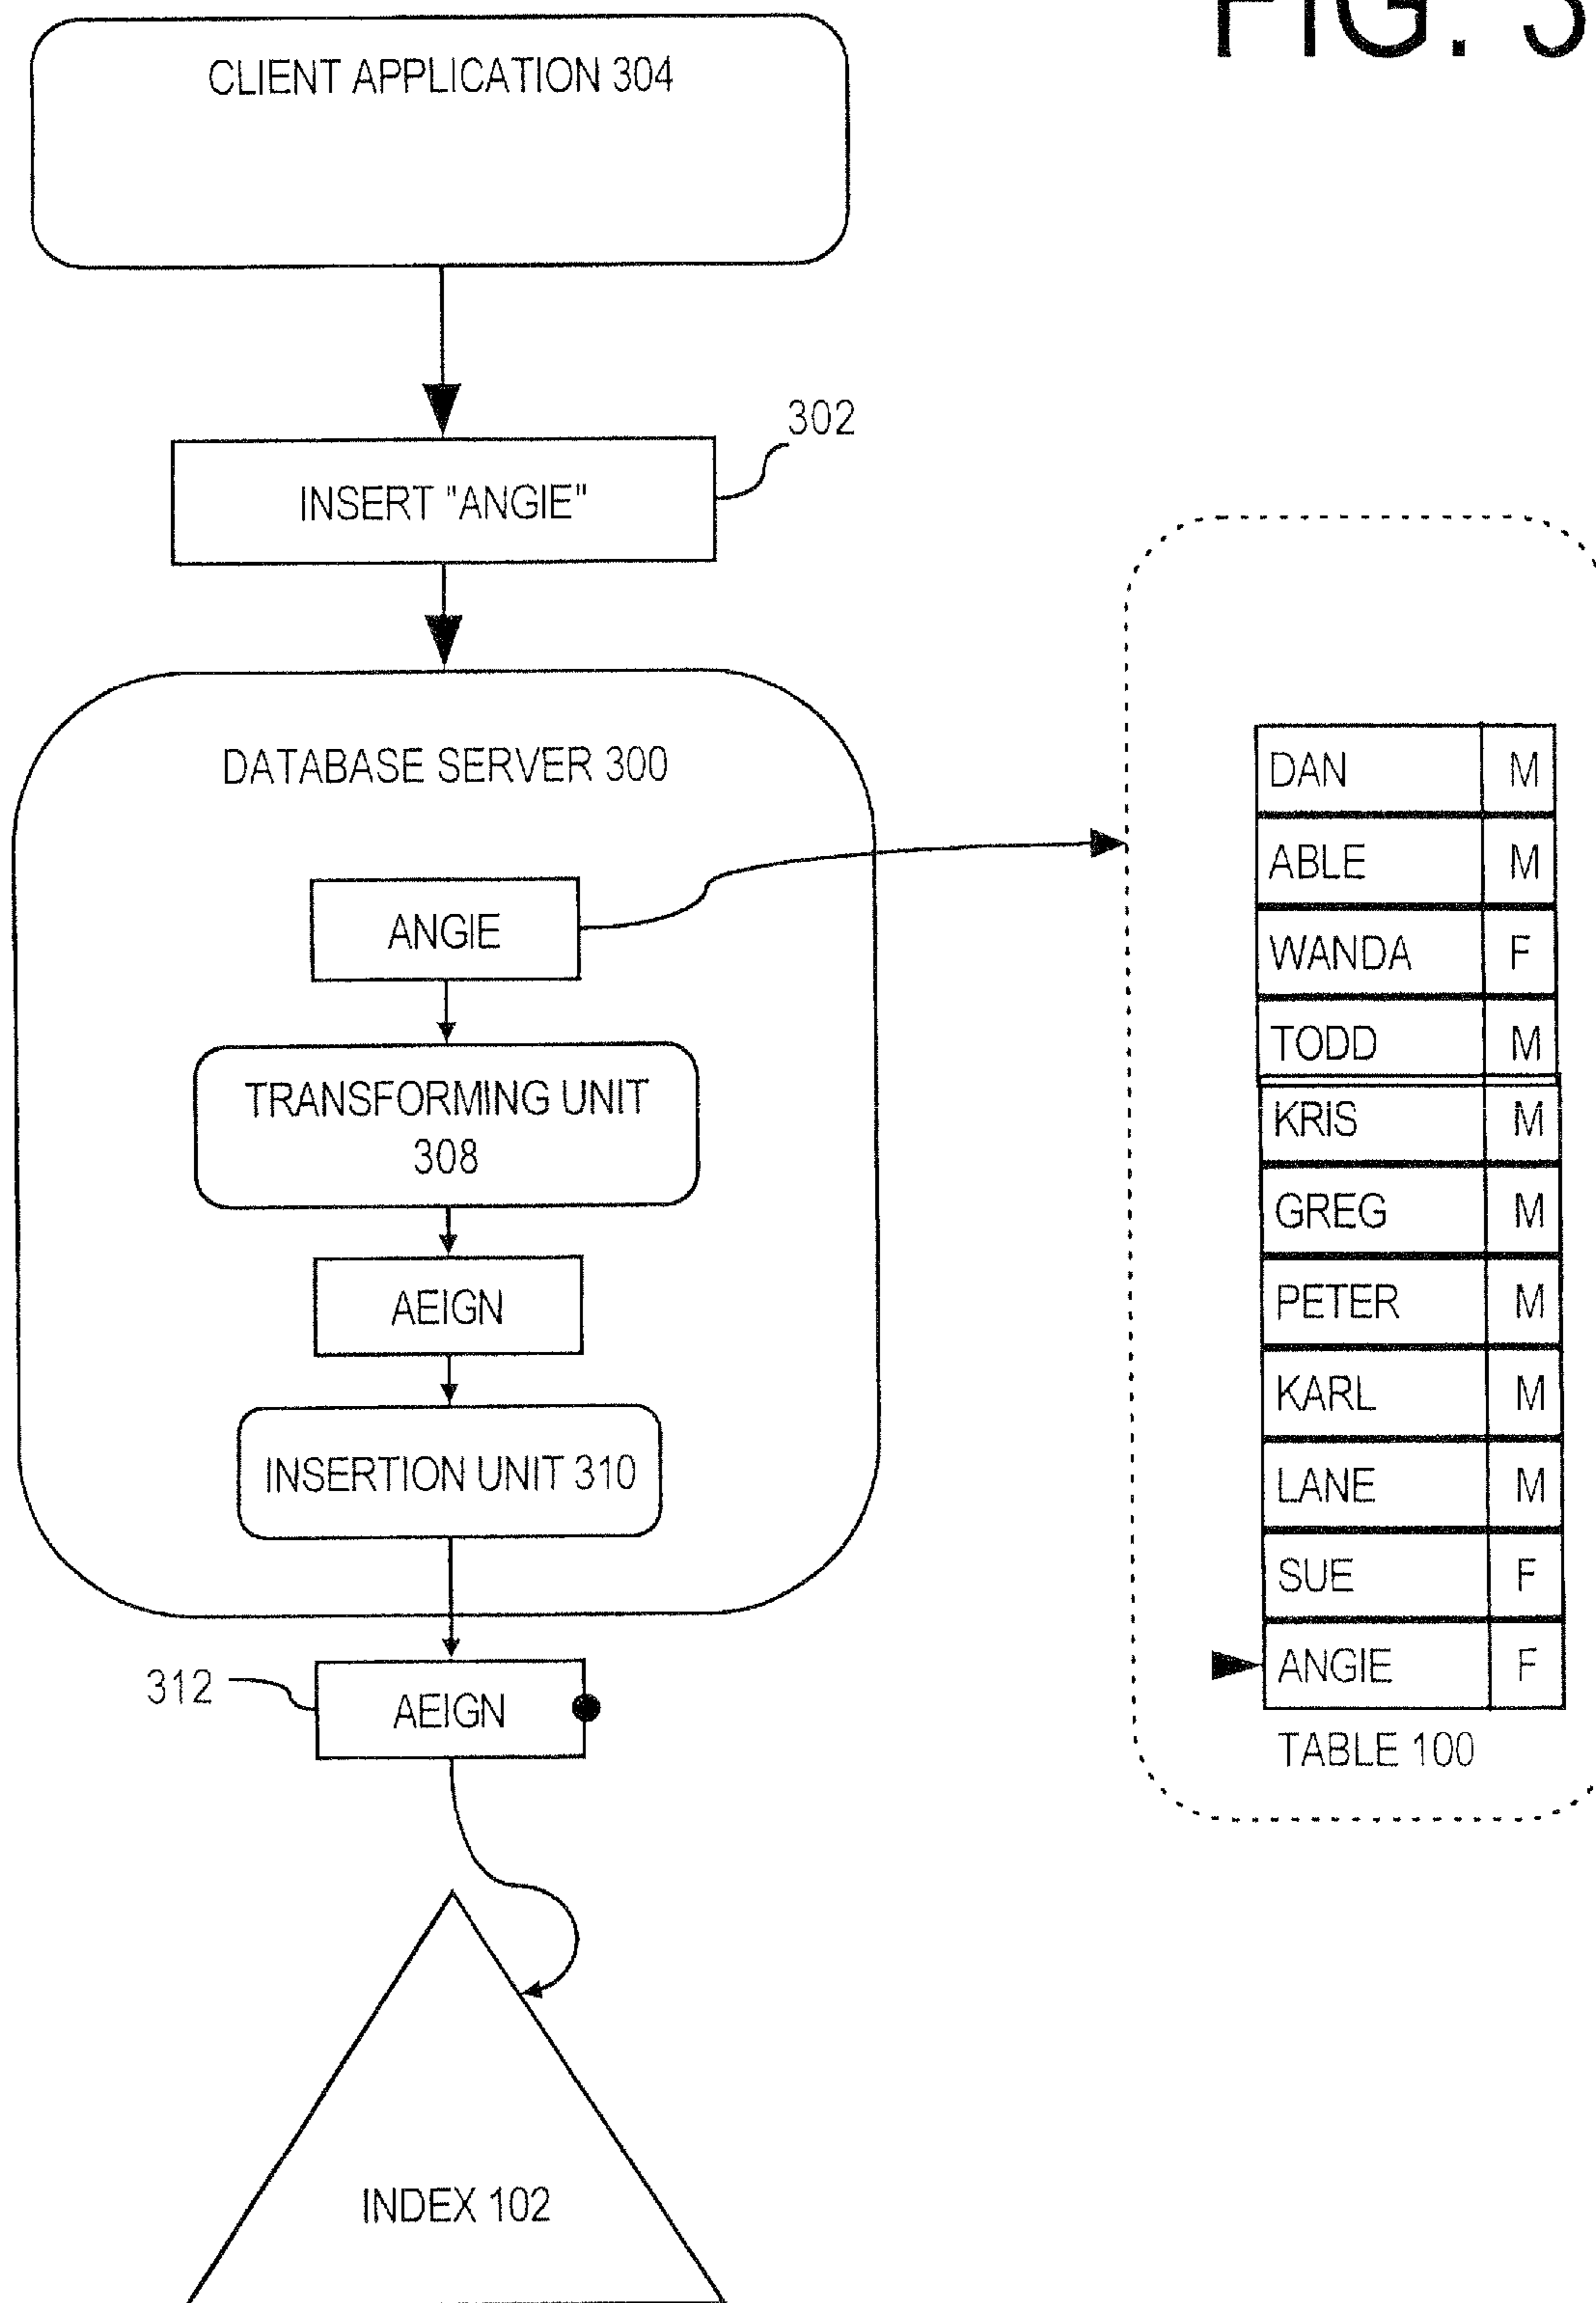 FIG. 3
CLIENT APPLICATION 304
302
INSERT "ANGIE"
DATABASE SERVER 300
ANGIE
TRANSFORMING UNIT
308
AEIGN
INSERTION UNIT 310
312
AEIGN
INDEX 102
DAN M
ABLE M
WANDA F
TODD M
KRIS M
GREG M
PETER M
KARL M
LANE M
SUE F
ANGIE F
TABLE 100